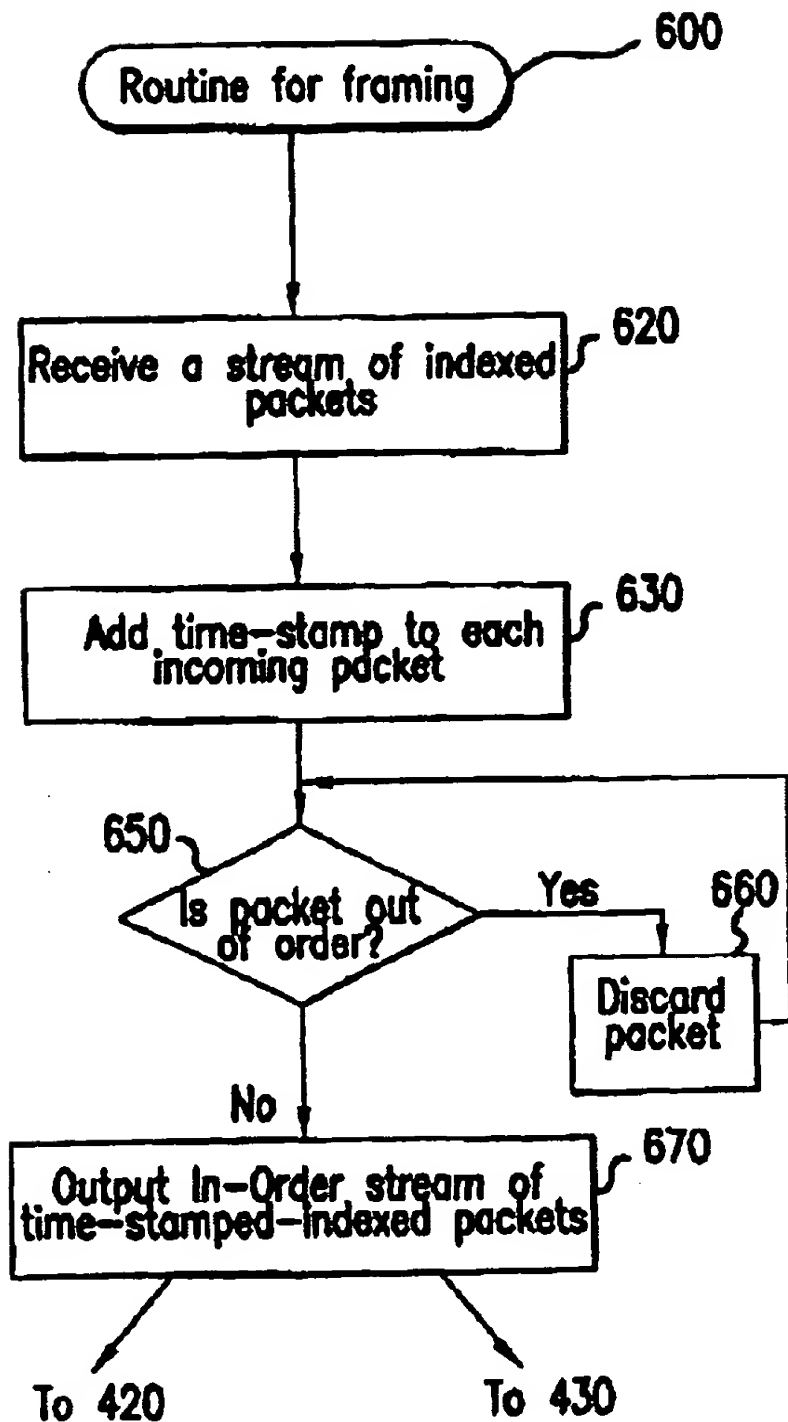 600
Routine for framing
620
Receive a stream of indexed
packets
630
Add time-stamp to each
incoming packet
650
Is packet out
of order?
Yes
660
Discard
packet
No
670
Output In-Order stream of
time-stamped-indexed packets
To 420
To 430